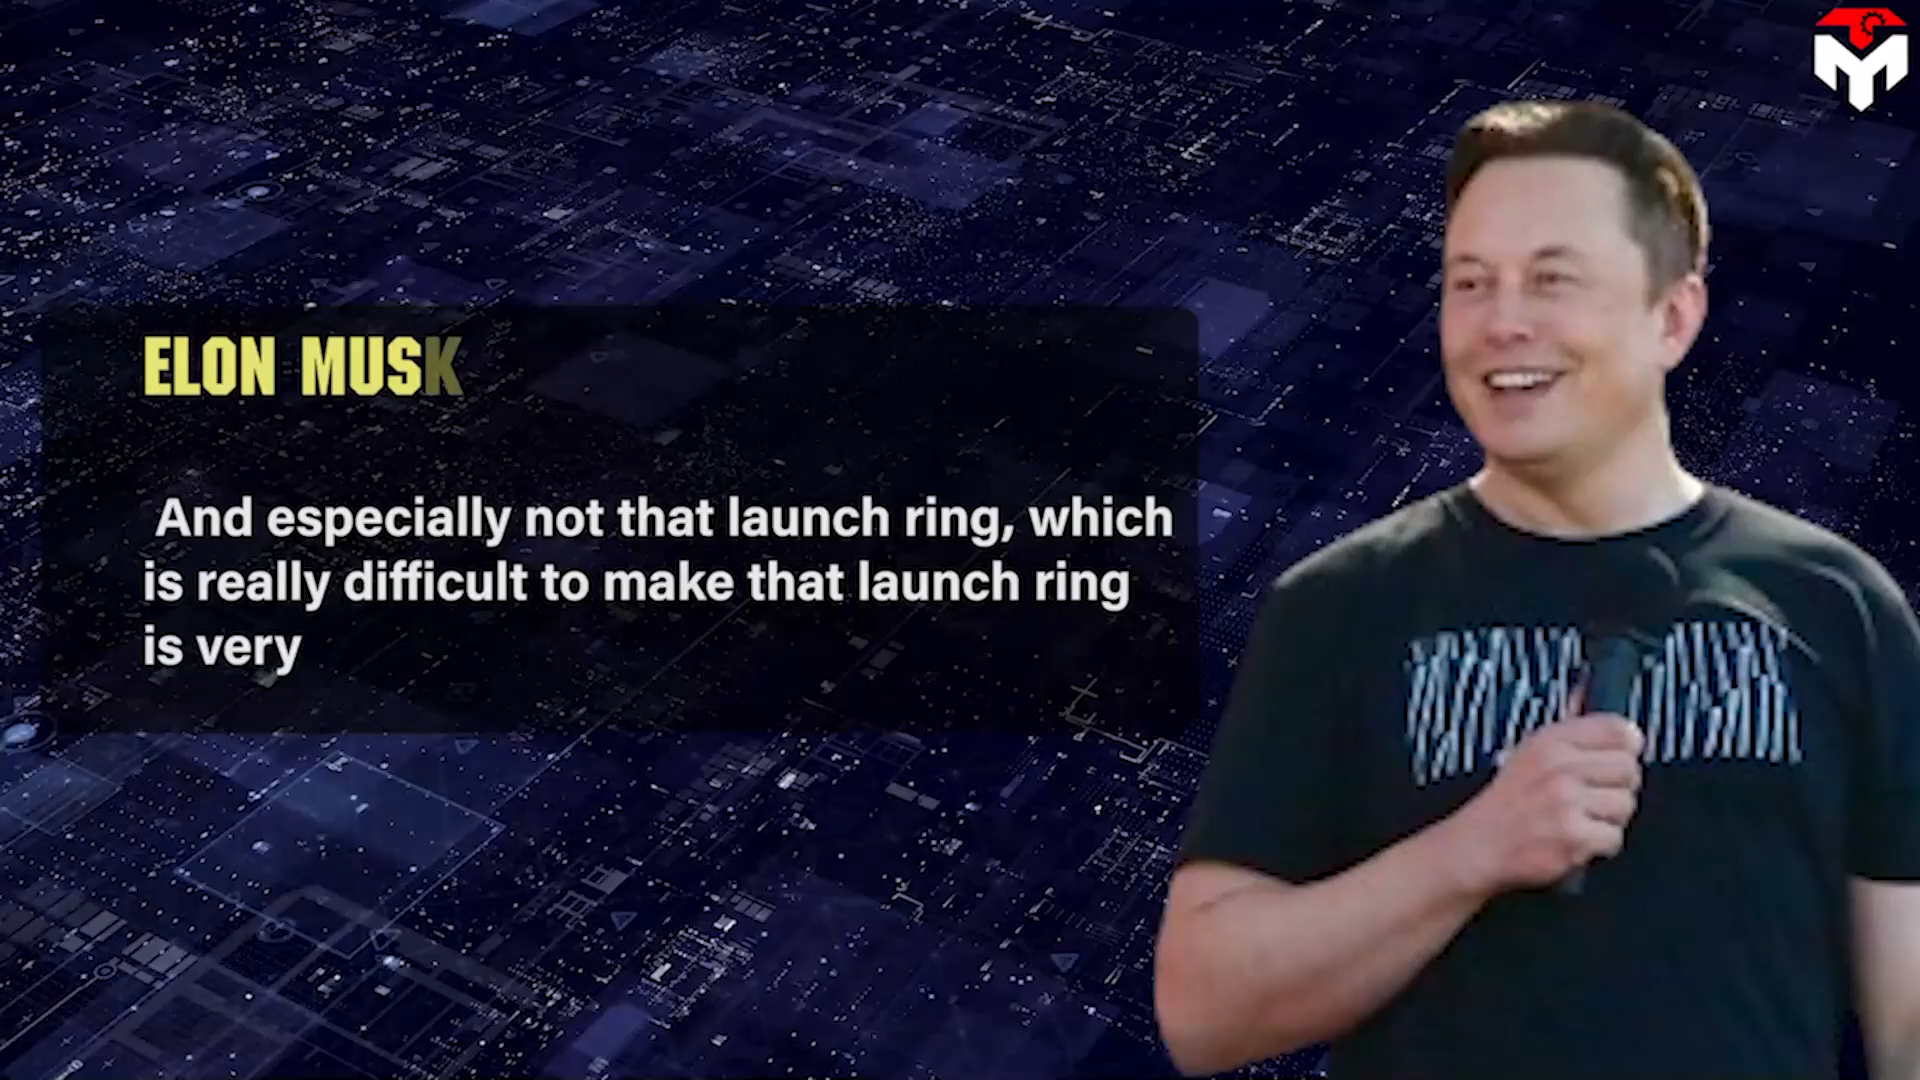 ELON MUSK
And especially not that launch ring, which
is really difficult to make that launch ring
is very